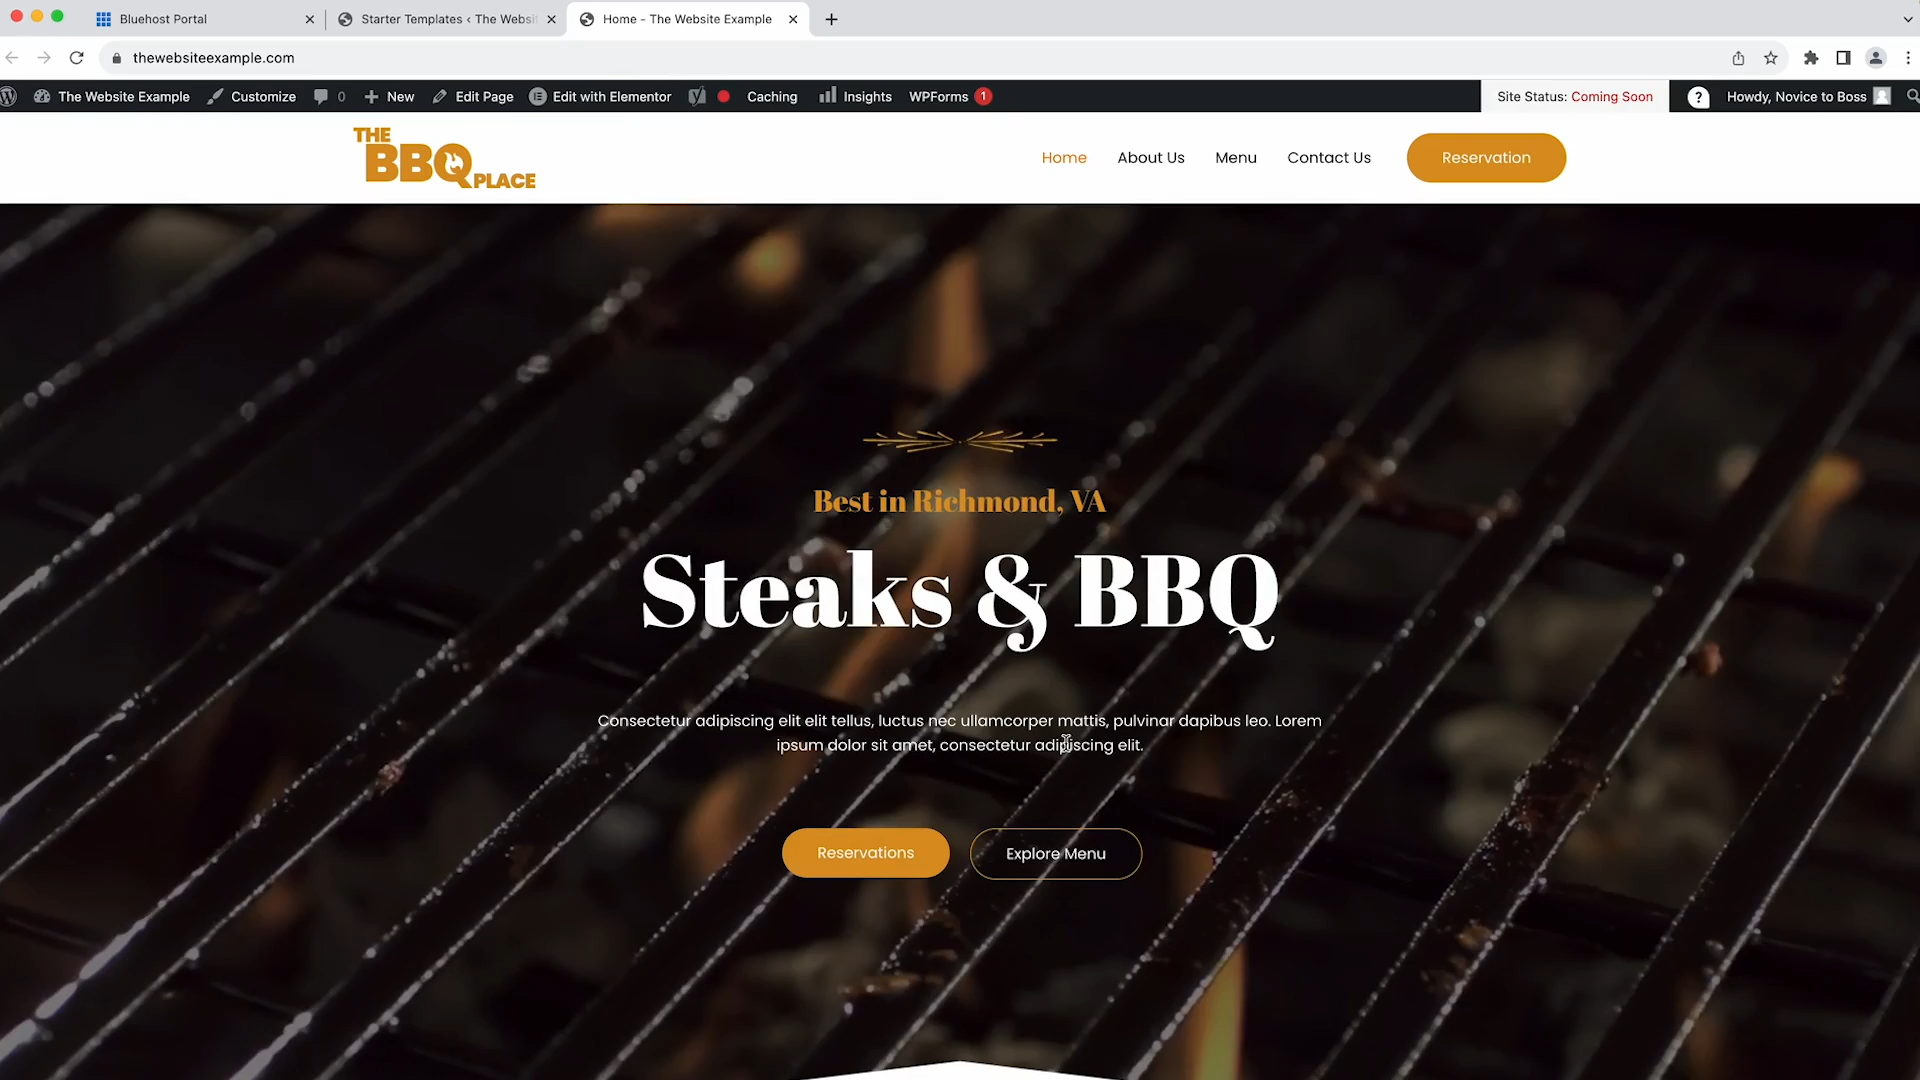 Bluehost Portal
Starter Templates ‹ The Websi
Home - The Website Example
thewebsiteexample.com
The Website Example Customize 0 New Edit Page Edit with Elementor Caching Insights WPForms 1 Site Status: Coming Soon ? Howdy, Novice to Boss
THE BBQ PLACE
Home About Us Menu Contact Us Reservation
Best in Richmond, VA
Steaks & BBQ
Consectetur adipiscing elit elit tellus, luctus nec ullamcorper mattis, pulvinar dapibus leo. Lorem
ipsum dolor sit amet, consectetur adipiscing elit.
Reservations Explore Menu